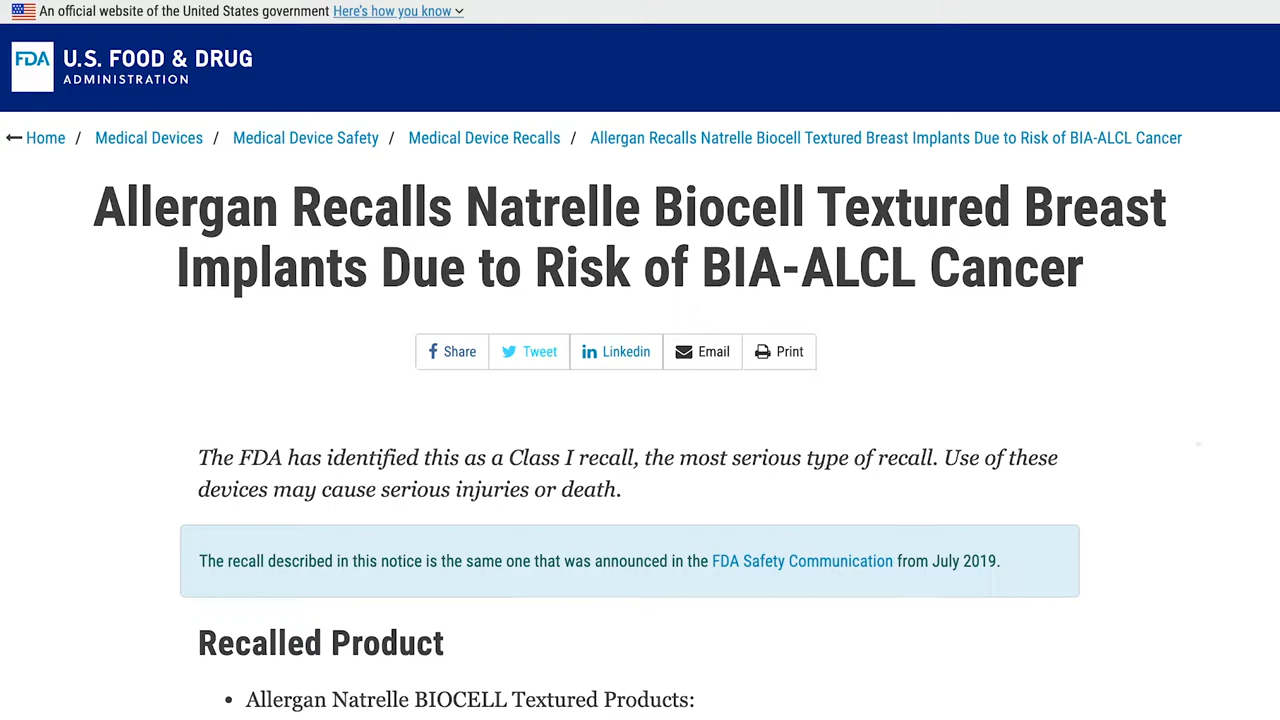 An official website of the United States government Here's how you know
FDA U.S. FOOD & DRUG
ADMINISTRATION
Home / Medical Devices / Medical Device Safety / Medical Device Recalls / Allergan Recalls Natrelle Biocell Textured Breast Implants Due to Risk of BIA-ALCL Cancer
Allergan Recalls Natrelle Biocell Textured Breast
Implants Due to Risk of BIA-ALCL Cancer
Share Tweet Linkedin Email Print
The FDA has identified this as a Class I recall, the most serious type of recall. Use of these
devices may cause serious injuries or death.
The recall described in this notice is the same one that was announced in the FDA Safety Communication from July 2019.
Recalled Product
• Allergan Natrelle BIOCELL Textured Products: